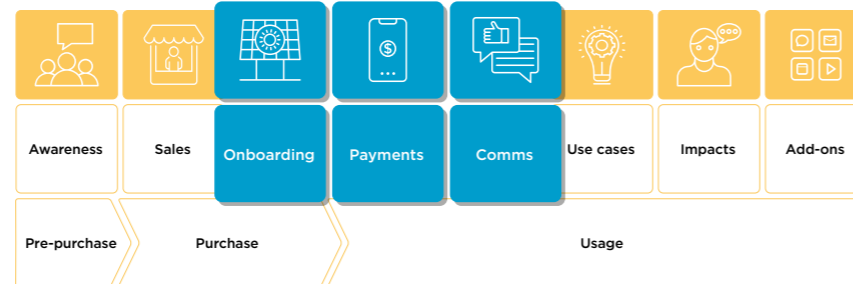 $
Awareness
Sales
Onboarding
Payments
Comms
Use cases
Impacts
Add-ons
Pre-purchase
Purchase
Usage